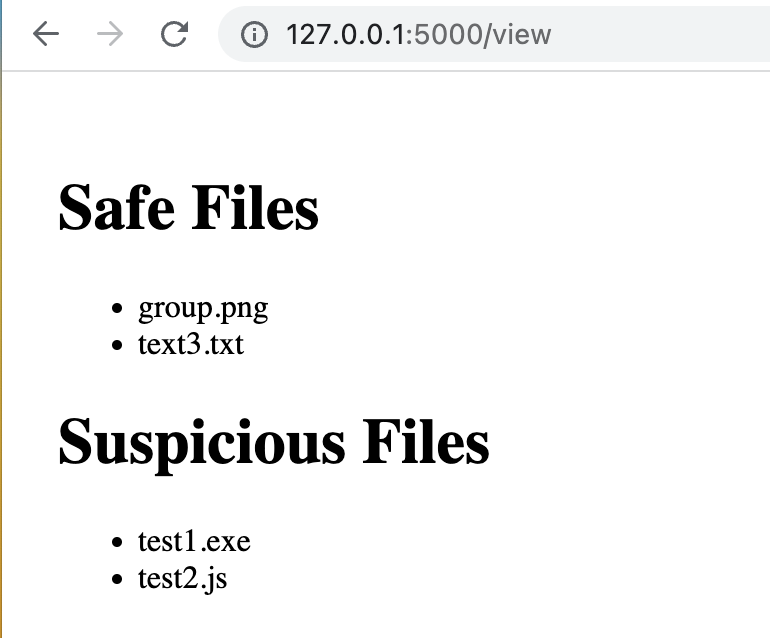 127.0.0.1:5000/view
Safe Files
• group.png
• text3.txt
Suspicious Files
• test1.exe
• test2.js